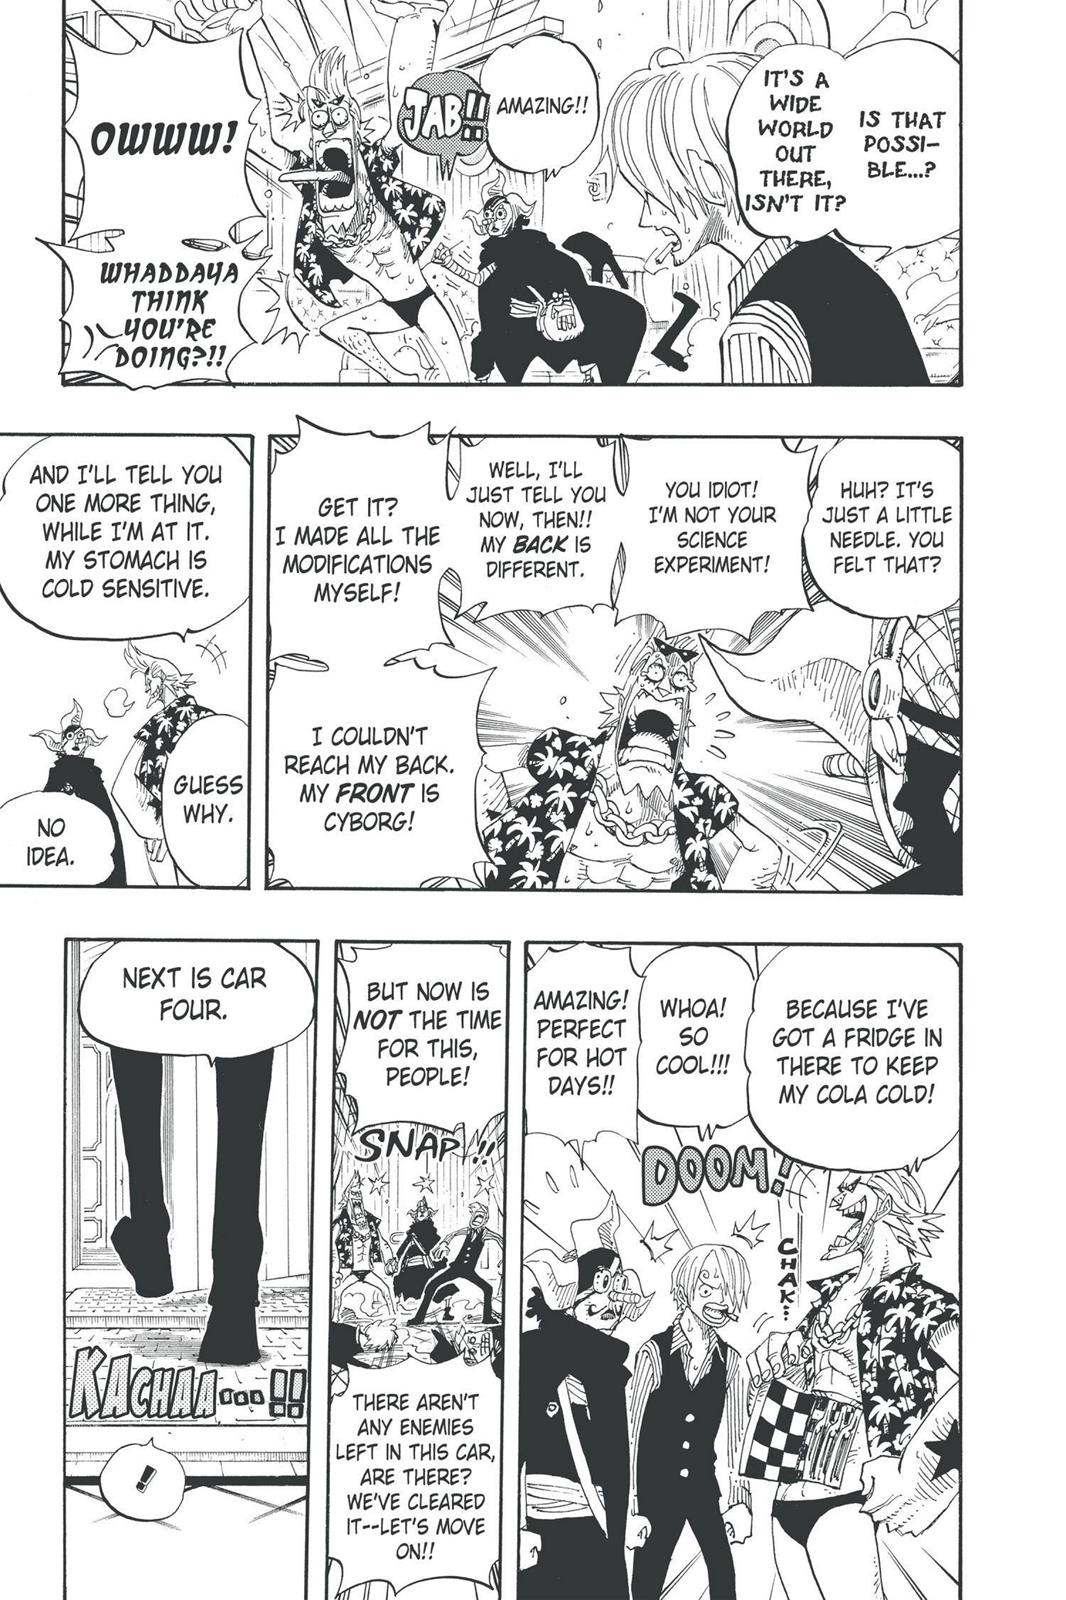 IS THAT
POSSI-
BLE...?
IT'S A
WIDE
WORLD
OUT
THERE,
ISN'T IT?
AMAZING!!
JAB!!
OWWW!
WHADDAYA
THINK
YOU'RE
DOING?!!
HUH? IT'S
JUST A LITTLE
NEEDLE. YOU
FELT THAT?
YOU IDIOT!
I'M NOT YOUR
SCIENCE
EXPERIMENT!
WELL, I'LL
JUST TELL YOU
NOW, THEN!!
MY BACK IS
DIFFERENT.
GET IT?
I MADE ALL THE
MODIFICATIONS
MYSELF!
I COULDN'T
REACH MY BACK.
MY FRONT IS
CYBORG!
AND I'LL TELL YOU
ONE MORE THING,
WHILE I'M AT IT.
MY STOMACH IS
COLD SENSITIVE.
GUESS
WHY.
NO
IDEA.
BECAUSE I'VE
GOT A FRIDGE IN
THERE TO KEEP
MY COLA COLD!
WHOA!
SO
COOL!!!
AMAZING!
PERFECT
FOR HOT
DAYS!!
DOOM!
CHAK...
BUT NOW IS
NOT THE TIME
FOR THIS,
PEOPLE!
SNAP!!
THERE AREN'T
ANY ENEMIES
LEFT IN THIS CAR,
ARE THERE?
WE'VE CLEARED
IT--LET'S MOVE
ON!!
NEXT IS CAR
FOUR.
KACHAA...!!
!